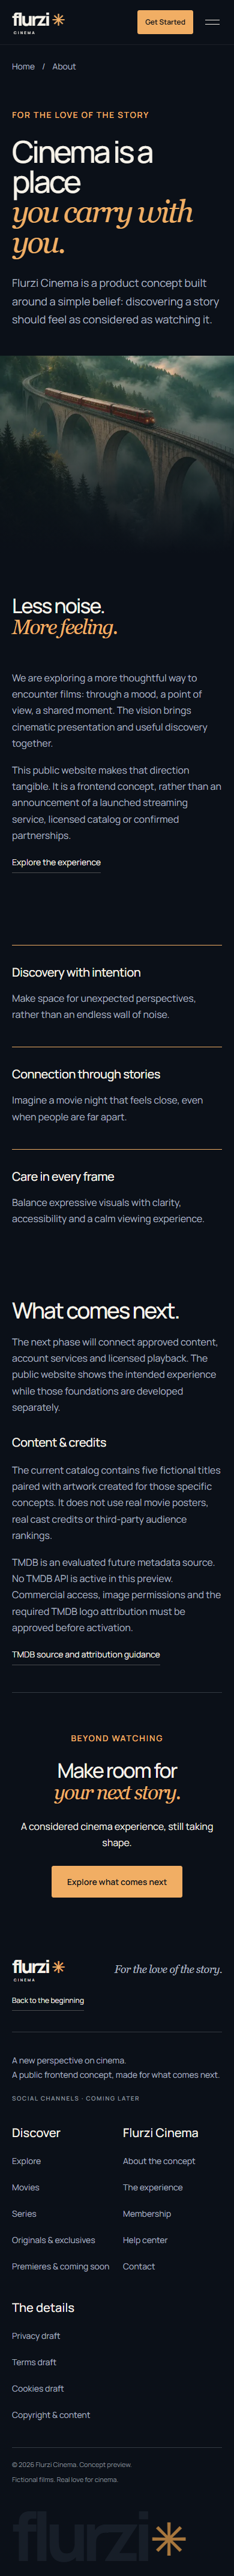 flurzi
CINEMA
Get Started
Home / About
FOR THE LOVE OF THE STORY
Cinema is a
place
you carry with
you.
Flurzi Cinema is a product concept built
around a simple belief: discovering a story
should feel as considered as watching it.
Less noise.
More feeling.
We are exploring a more thoughtful way to
encounter films: through a mood, a point of
view, a shared moment. The vision brings
cinematic presentation and useful discovery
together.
This public website makes that direction
tangible. It is a frontend concept, rather than an
announcement of a launched streaming
service, licensed catalog or confirmed
partnerships.
Explore the experience
Discovery with intention
Make space for unexpected perspectives,
rather than an endless wall of noise.
Connection through stories
Imagine a movie night that feels close, even
when people are far apart.
Care in every frame
Balance expressive visuals with clarity,
accessibility and a calm viewing experience.
What comes next.
The next phase will connect approved content,
account services and licensed playback. The
public website shows the intended experience
while those foundations are developed
separately.
Content & credits
The current catalog contains five fictional titles
paired with artwork created for those specific
concepts. It does not use real movie posters,
real cast credits or third-party audience
rankings.
TMDB is an evaluated future metadata source.
No TMDB API is active in this preview.
Commercial access, image permissions and the
required TMDB logo attribution must be
approved before activation.
TMDB source and attribution guidance
BEYOND WATCHING
Make room for
your next story.
A considered cinema experience, still taking
shape.
Explore what comes next
flurzi
CINEMA
For the love of the story.
Back to the beginning
A new perspective on cinema.
A public frontend concept, made for what comes next.
SOCIAL CHANNELS · COMING LATER
Discover
Explore
Movies
Series
Originals & exclusives
Premieres & coming soon
Flurzi Cinema
About the concept
The experience
Membership
Help center
Contact
The details
Privacy draft
Terms draft
Cookies draft
Copyright & content
© 2026 Flurzi Cinema. Concept preview.
Fictional films. Real love for cinema.
flurzi